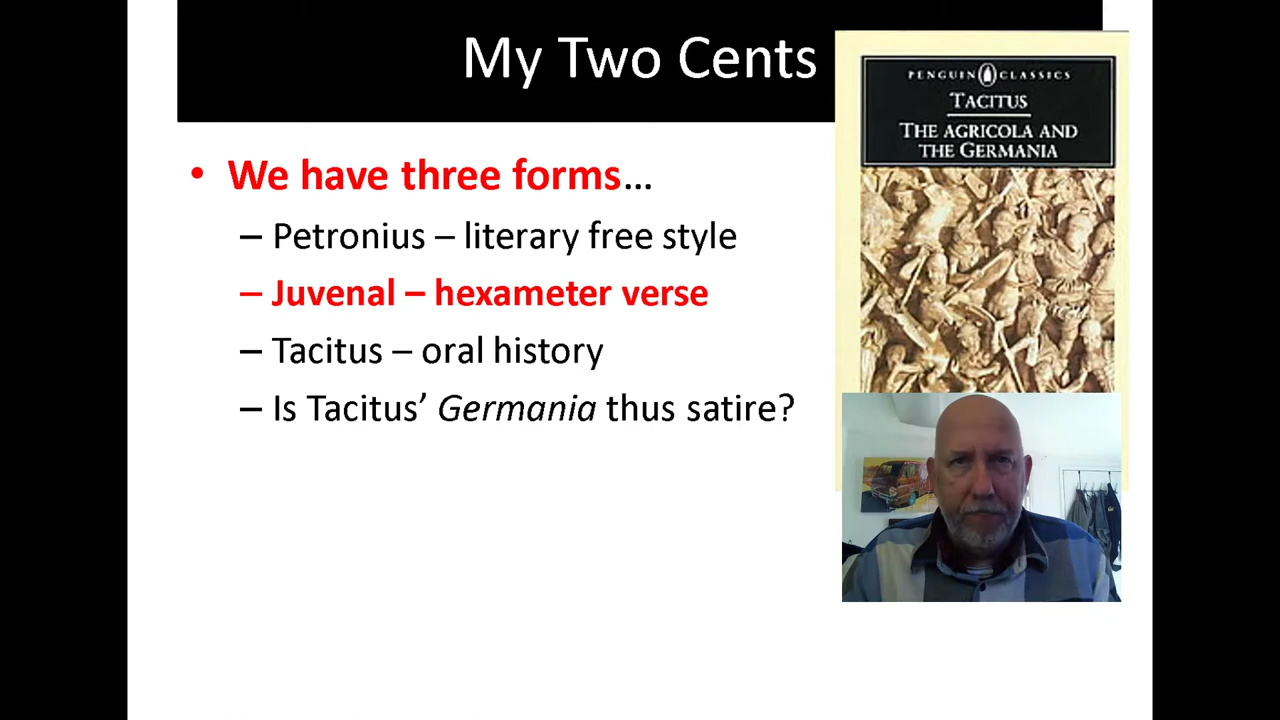 My Two Cents
PENGUIN CLASSICS
TACITUS
THE AGRICOLA AND
THE GERMANIA
• We have three forms…
– Petronius – literary free style
– Juvenal – hexameter verse
– Tacitus – oral history
– Is Tacitus’ Germania thus satire?